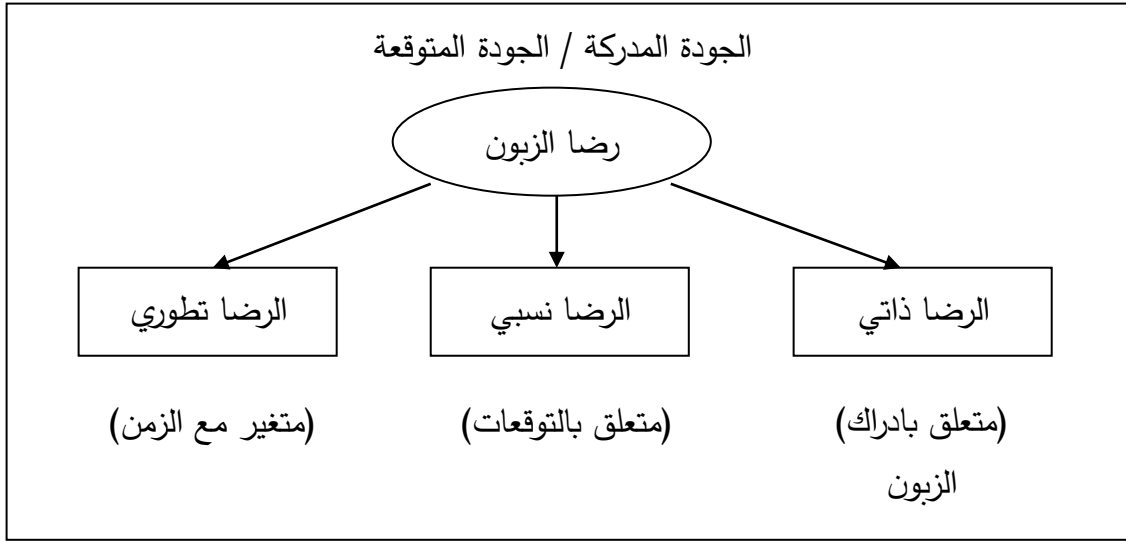 الجودة المدركة / الجودة المتوقعة
رضا الزبون
الرضا ذاتي
الرضا نسبي
الرضا تطوري
(متعلق بادراك
الزبون
(متعلق بالتوقعات)
(متغير مع الزمن)